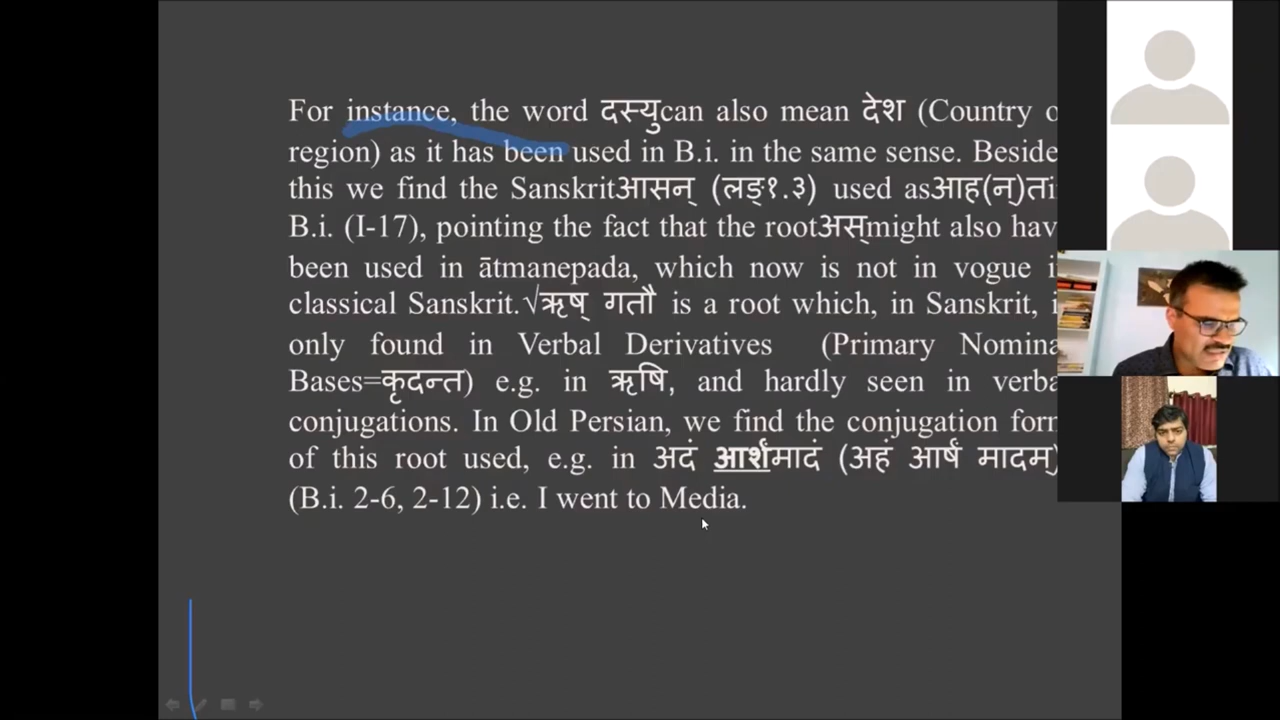 For instance, the word दस्युcan also mean देश (Country o
region) as it has been used in B.i. in the same sense. Beside
this we find the Sanskritआसन् (लङ्१.३) used asआह(न्)तi
B.i. (I-17), pointing the fact that the rootअस्might also hav
been used in ātmanepada, which now is not in vogue i
classical Sanskrit.√ऋष् गतौ is a root which, in Sanskrit, i
only found in Verbal Derivatives (Primary Nomina
Bases=कृदन्त) e.g. in ऋषि, and hardly seen in verba
conjugations. In Old Persian, we find the conjugation forn
of this root used, e.g. in अदं आर्शंमादं (अहं आर्षं मादम्)
(B.i. 2-6, 2-12) i.e. I went to Media.